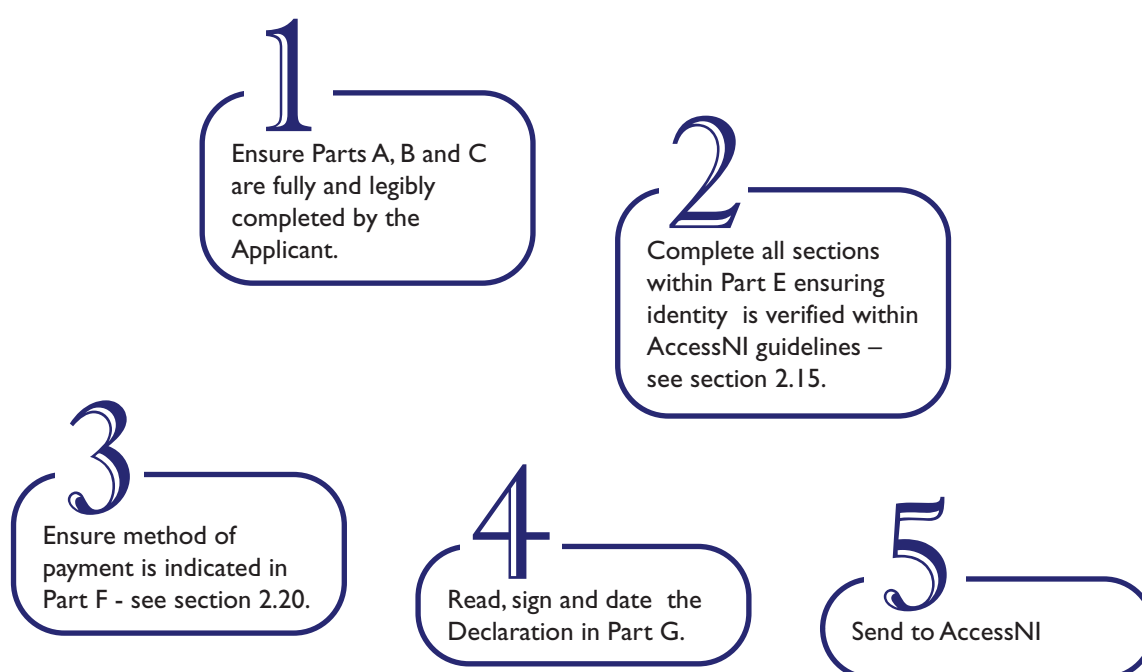 1
Ensure Parts A, B and C
are fully and legibly
completed by the
Applicant.
2
Complete all sections
within Part E ensuring
identity is verified within
AccessNI guidelines –
see section 2.15.
3
Ensure method of
payment is indicated in
Part F - see section 2.20.
4
Read, sign and date the
Declaration in Part G.
5
Send to AccessNI